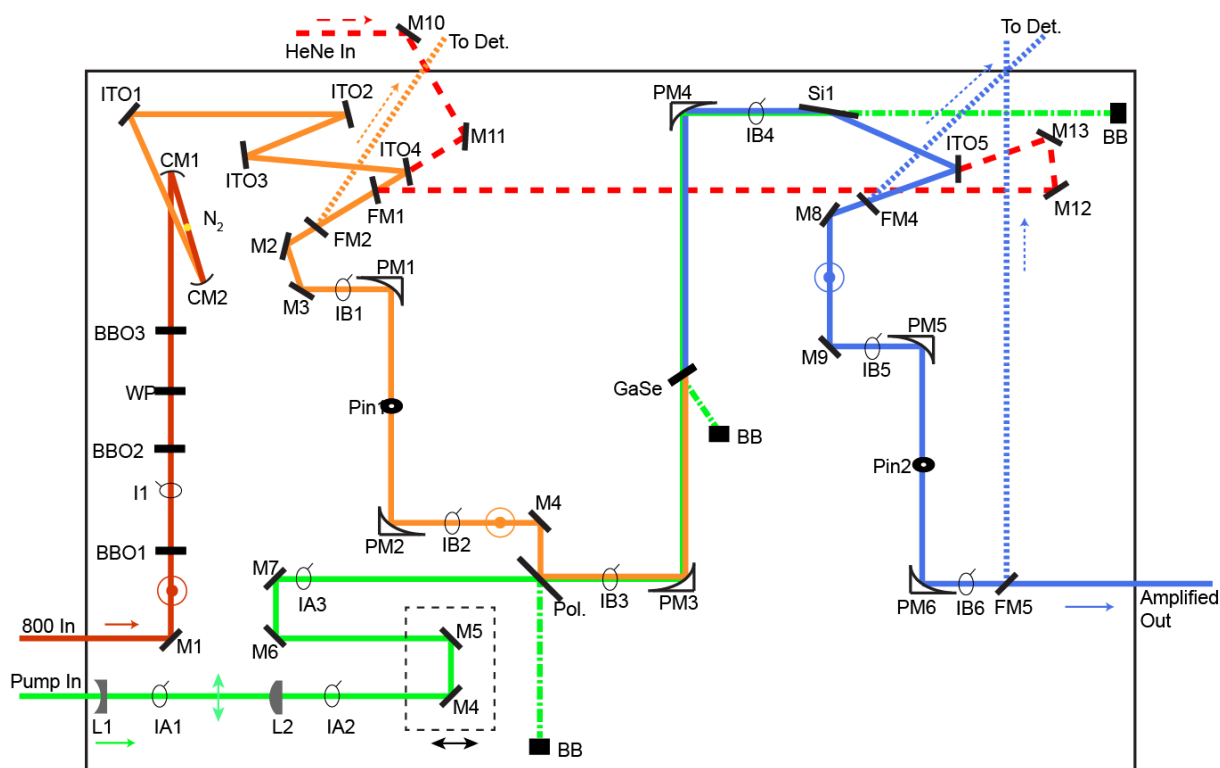 M10
HeNe In
To Det.
To Det.
ITO1
ITO2
PM4
Si1
IB4
BB
M13
M11
CM1
ITO3
ITO4
ITO5
N2
FM1
M12
FM2
M8
FM4
M2
PM1
CM2
M3
IB1
BBO3
PM5
M9
IB5
WP
GaSe
Pin1
BB
BBO2
Pin2
I1
M4
PM2
IB2
BBO1
M7
IA3
Pol.
IB3
PM3
PM6
IB6
FM5
Amplified
Out
800 In
M1
M6
M5
Pump In
M4
L1
IA1
L2
IA2
BB